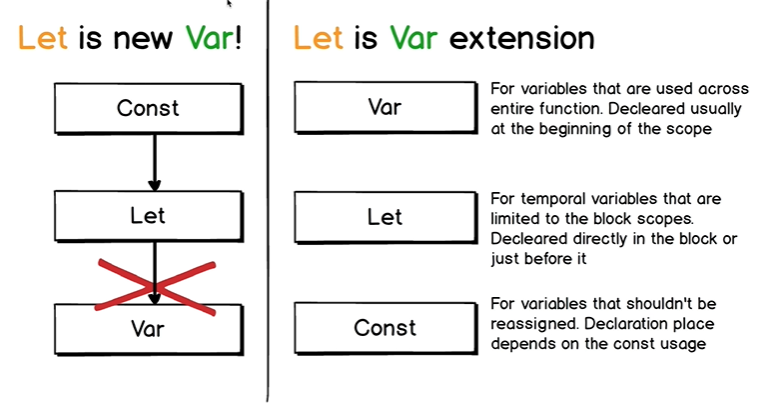 Let is new Var!
Const
Let
Var
Let is Var extension
Var
For variables that are used across
entire function. Decleared usually
at the beginning of the scope
Let
For temporal variables that are
limited to the block scopes.
Decleared directly in the block or
just before it
Const
For variables that shouldn't be
reassigned. Declaration place
depends on the const usage